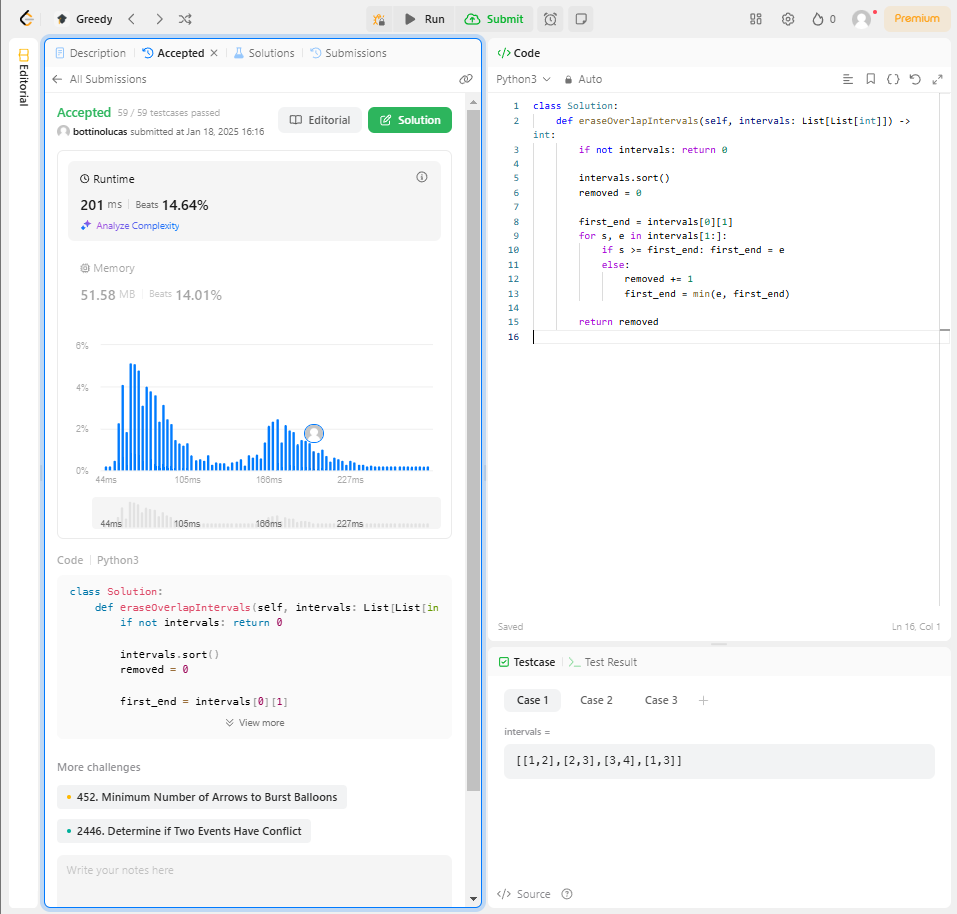 Greedy
Run
Submit
0
Premium
Editorial
Description
Accepted
Solutions
Submissions
All Submissions
Accepted 59 / 59 testcases passed
bottinolucas submitted at Jan 18, 2025 16:16
Editorial
Solution
Runtime
201 ms Beats 14.64%
Analyze Complexity
Memory
51.58 MB Beats 14.01%
6%
4%
2%
0%
44ms 105ms 166ms 227ms
44ms 105ms 166ms 227ms
Code Python3
class Solution:
def eraseOverlapIntervals(self, intervals: List[List[in
if not intervals: return 0
intervals.sort()
removed = 0
first_end = intervals[0][1]
View more
More challenges
452. Minimum Number of Arrows to Burst Balloons
2446. Determine if Two Events Have Conflict
Write your notes here
</> Code
Python3
Auto
1 class Solution:
2 def eraseOverlapIntervals(self, intervals: List[List[int]]) ->
int:
3 if not intervals: return 0
4
5 intervals.sort()
6 removed = 0
7
8 first_end = intervals[0][1]
9 for s, e in intervals[1:]:
10 if s >= first_end: first_end = e
11 else:
12 removed += 1
13 first_end = min(e, first_end)
14
15 return removed
16
Saved
Ln 16, Col 1
Testcase
Test Result
Case 1 Case 2 Case 3 +
intervals =
[[1,2],[2,3],[3,4],[1,3]]
</> Source